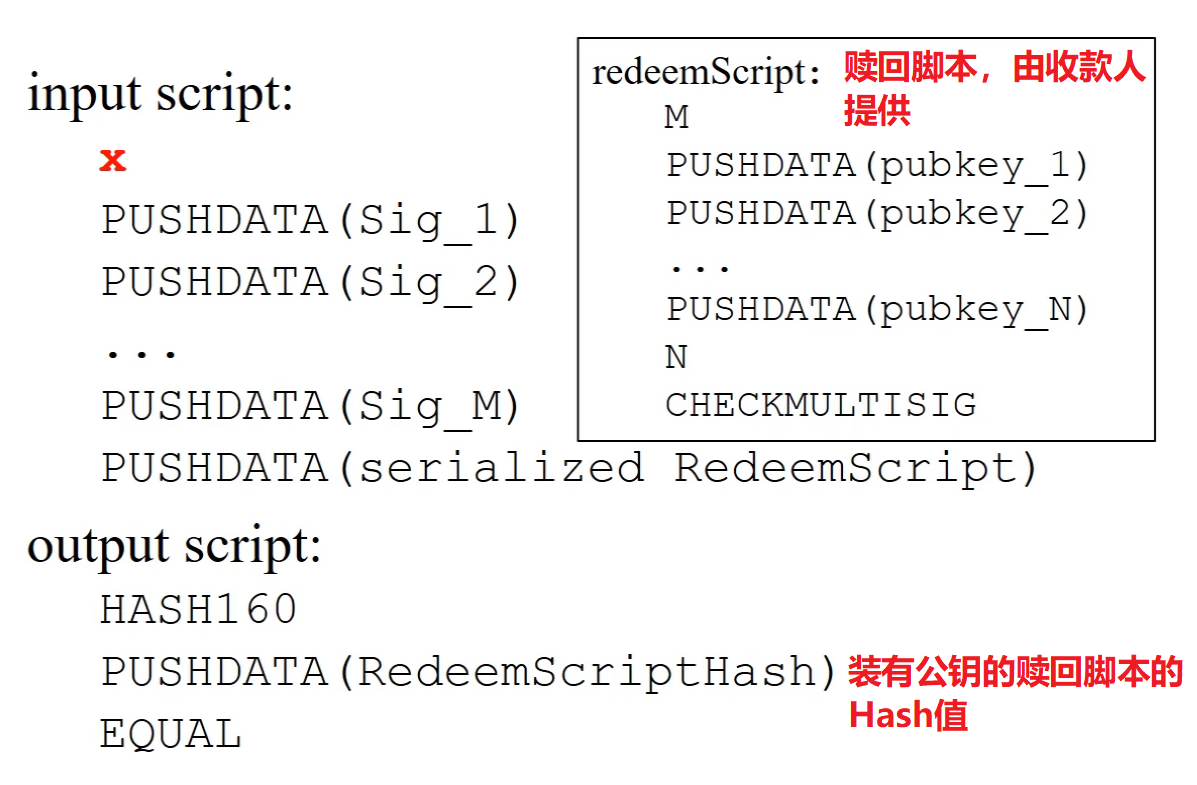 input script:
x
PUSHDATA(Sig_1)
PUSHDATA(Sig_2)
...
PUSHDATA(Sig_M)
PUSHDATA(serialized RedeemScript)
redeemScript: 赎回脚本，由收款人
提供
M
PUSHDATA(pubkey_1)
PUSHDATA(pubkey_2)
...
PUSHDATA(pubkey_N)
N
CHECKMULTISIG
output script:
HASH160
PUSHDATA(RedeemScriptHash) 装有公钥的赎回脚本的
Hash值
EQUAL